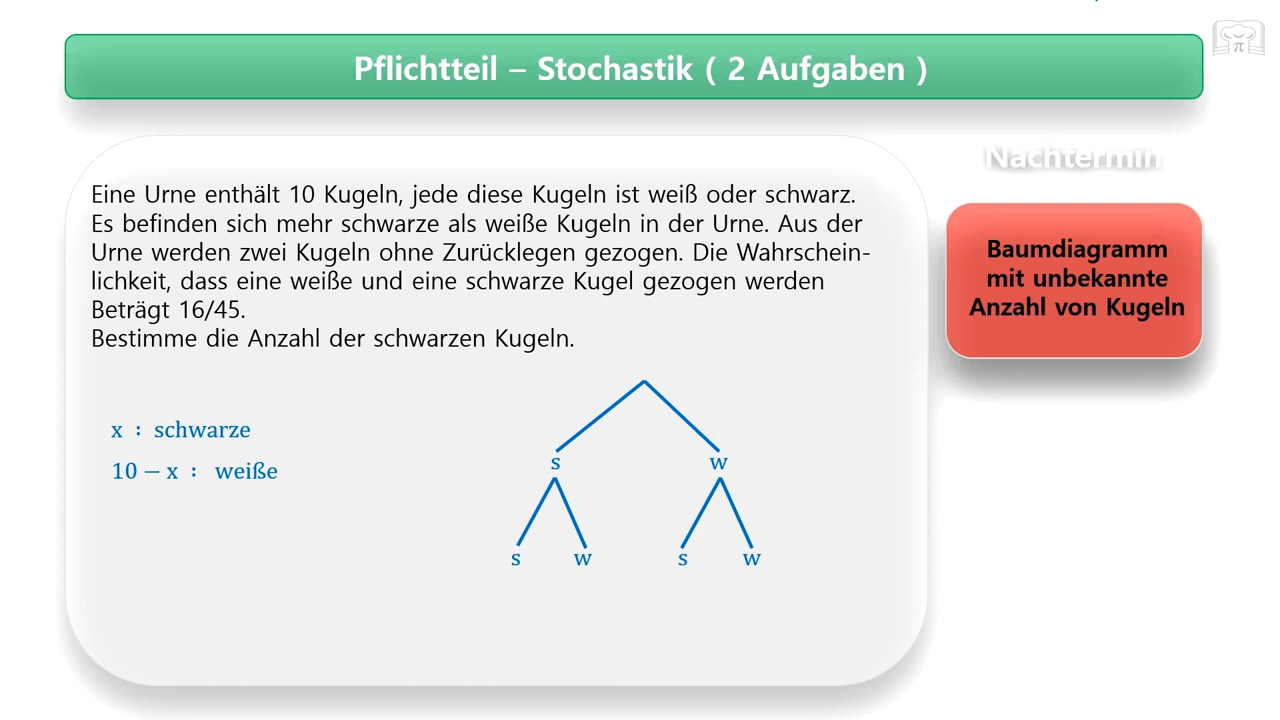 Pflichtteil – Stochastik ( 2 Aufgaben )
π
Nachtermin
Eine Urne enthält 10 Kugeln, jede diese Kugeln ist weiß oder schwarz.
Es befinden sich mehr schwarze als weiße Kugeln in der Urne. Aus der
Urne werden zwei Kugeln ohne Zurücklegen gezogen. Die Wahrschein-
lichkeit, dass eine weiße und eine schwarze Kugel gezogen werden
Beträgt 16/45.
Bestimme die Anzahl der schwarzen Kugeln.
Baumdiagramm
mit unbekannte
Anzahl von Kugeln
x : schwarze
10 – x : weiße
s w
s w s w